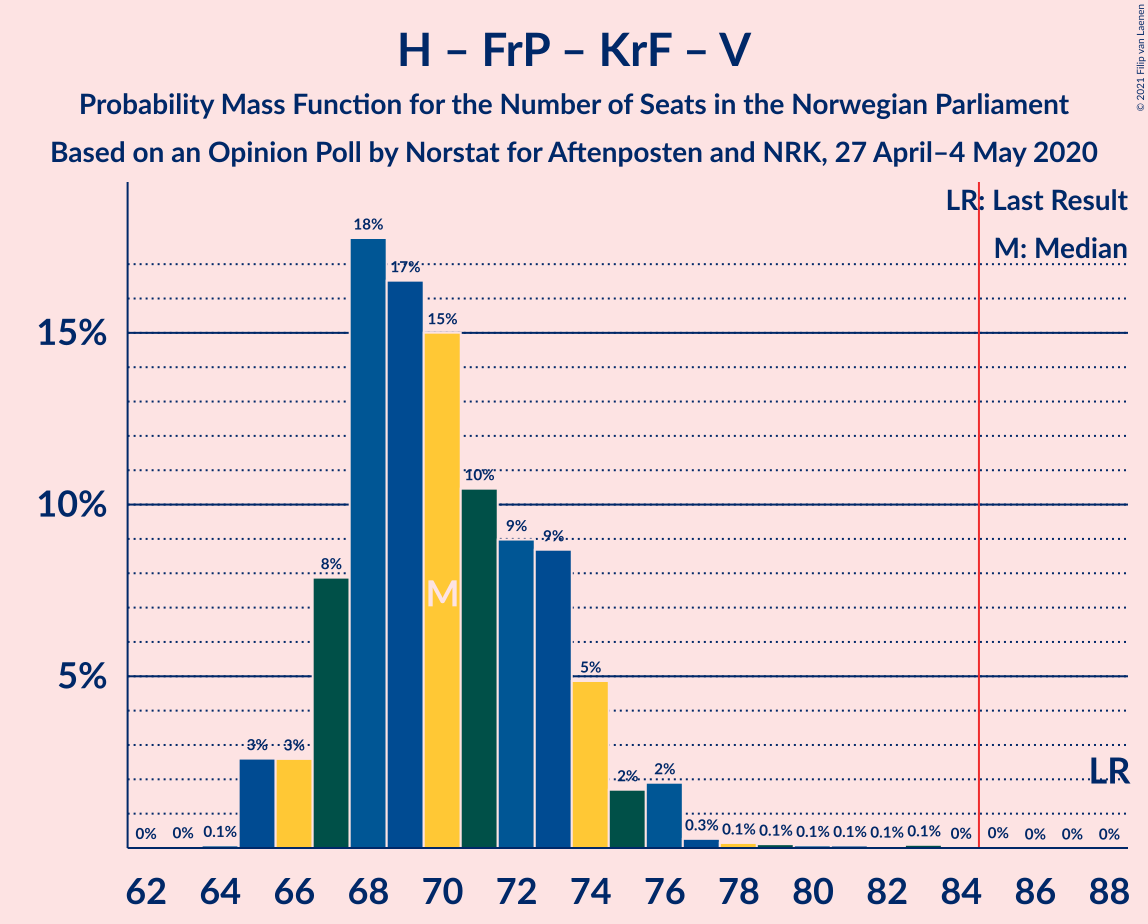 H – FrP – KrF – V
Probability Mass Function for the Number of Seats in the Norwegian Parliament
Based on an Opinion Poll by Norstat for Aftenposten and NRK, 27 April–4 May 2020
© 2021 Filip van Laenen
LR: Last Result
M: Median
15%
10%
5%
0% 0% 0.1% 3% 3% 8% 18% 17% 15% 10% 9% 9% 5% 2% 2% 0.3% 0.1% 0.1% 0.1% 0.1% 0.1% 0.1% 0% 0% 0% 0% 0%
M
LR
62 64 66 68 70 72 74 76 78 80 82 84 86 88